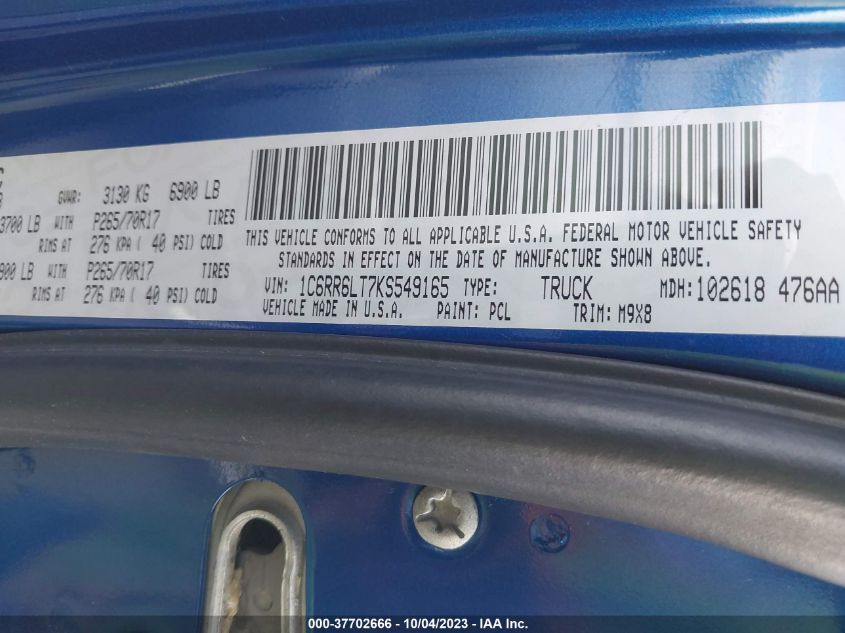 GVWR: 3130 KG 6900 LB
3700 LB WITH P265/70R17 TIRES
RIMS AT 276 KPA ( 40 PSI) COLD
900 LB WITH P265/70R17 TIRES
RIMS AT 276 KPA ( 40 PSI) COLD
THIS VEHICLE CONFORMS TO ALL APPLICABLE U.S.A. FEDERAL MOTOR VEHICLE SAFETY
STANDARDS IN EFFECT ON THE DATE OF MANUFACTURE SHOWN ABOVE.
VIN: 1C6RR6LT7KS549165 TYPE: TRUCK MDH: 102618 476AA
VEHICLE MADE IN U.S.A. PAINT: PCL TRIM: M9X8
000-37702666 - 10/04/2023 - IAA Inc.